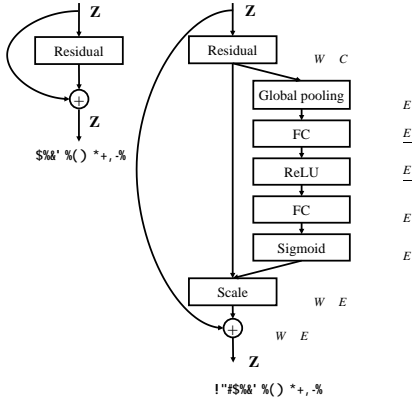 Z
Residual
+
Z
$%&' %() *+,-%
Z
Residual
W C
Global pooling
E
FC
E
ReLU
E
FC
E
Sigmoid
E
Scale
W E
+
W E
Z
!"#$%&' %() *+,-%